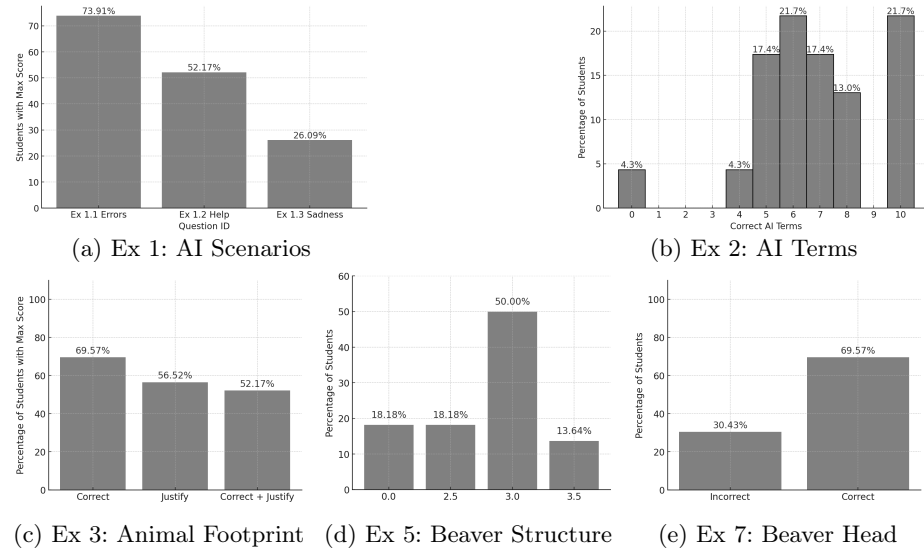 Students with Max Score
70
60
50
40
30
20
10
0
73.91%
52.17%
26.09%
Ex 1.1 Errors Ex 1.2 Help Ex 1.3 Sadness
Question ID
(a) Ex 1: AI Scenarios
Percentage of Students
20
15
10
5
0
4.3% 4.3% 17.4% 21.7% 17.4% 13.0% 21.7%
0 1 2 3 4 5 6 7 8 9 10
Correct AI Terms
(b) Ex 2: AI Terms
Percentage of Students with Max Score
100
80
60
40
20
0
69.57%
56.52%
52.17%
Correct Justify Correct + Justify
(c) Ex 3: Animal Footprint
Percentage of Students
60
50
40
30
20
10
0
18.18% 18.18% 50.00% 13.64%
0.0 2.5 3.0 3.5
(d) Ex 5: Beaver Structure
Percentage of Students
100
80
60
40
20
0
30.43%
69.57%
Incorrect Correct
(e) Ex 7: Beaver Head